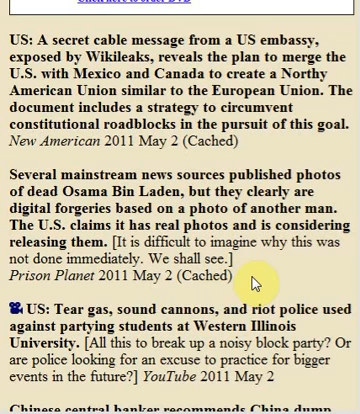 Click here to order DVD
US: A secret cable message from a US embassy,
exposed by Wikileaks, reveals the plan to merge the
U.S. with Mexico and Canada to create a Northy
American Union similar to the European Union. The
document includes a strategy to circumvent
constitutional roadblocks in the pursuit of this goal.
New American 2011 May 2 (Cached)
Several mainstream news sources published photos
of dead Osama Bin Laden, but they clearly are
digital forgeries based on a photo of another man.
The U.S. claims it has real photos and is considering
releasing them. [It is difficult to imagine why this was
not done immediately. We shall see.]
Prison Planet 2011 May 2 (Cached)
US: Tear gas, sound cannons, and riot police used
against partying students at Western Illinois
University. [All this to break up a noisy block party? Or
are police looking for an excuse to practice for bigger
events in the future?] YouTube 2011 May 2
Chinese central banker recommends China dump